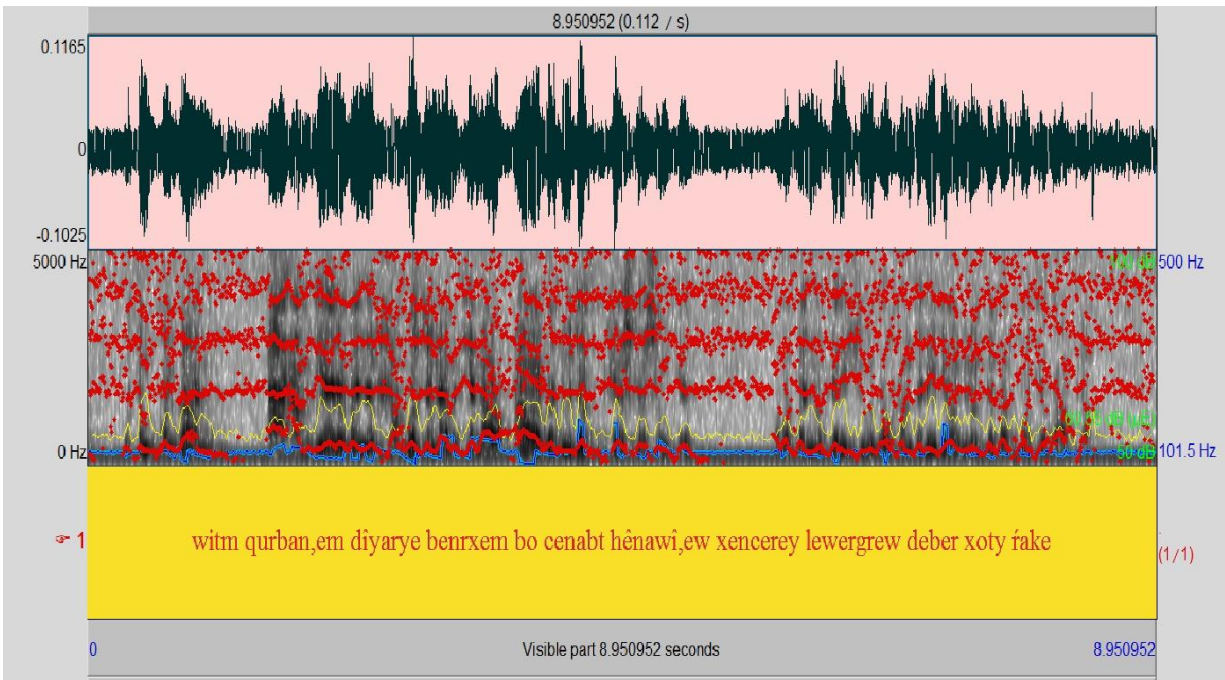 8.950952 (0.112 / s)
0.1165
0
-0.1025
5000 Hz
500 Hz
0 Hz
50 dB
101.5 Hz
☞ 1
witm qurban,em dîyarye benrxem bo cenabt hênawî,ew xencerey lewergrew deber xoty ŕake
(1/1)
0
Visible part 8.950952 seconds
8.950952